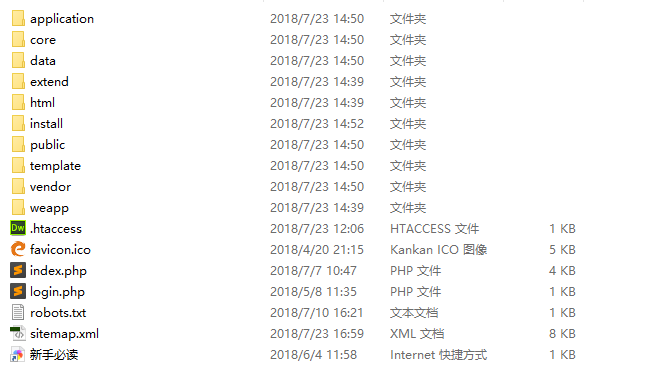 application 2018/7/23 14:50 文件夹
core 2018/7/23 14:50 文件夹
data 2018/7/23 14:50 文件夹
extend 2018/7/23 14:39 文件夹
html 2018/7/23 14:39 文件夹
install 2018/7/23 14:52 文件夹
public 2018/7/23 14:50 文件夹
template 2018/7/23 14:50 文件夹
vendor 2018/7/23 14:50 文件夹
weapp 2018/7/23 14:39 文件夹
Dw .htaccess 2018/7/23 12:06 HTACCESS 文件 1 KB
favicon.ico 2018/4/20 21:15 Kankan ICO 图像 5 KB
index.php 2018/7/7 10:47 PHP 文件 4 KB
login.php 2018/5/8 11:35 PHP 文件 1 KB
robots.txt 2018/7/10 16:21 文本文档 1 KB
sitemap.xml 2018/7/23 16:59 XML 文档 8 KB
新手必读 2018/6/4 11:58 Internet 快捷方式 1 KB